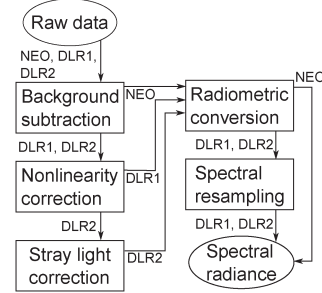 Raw data
NEO, DLR1,
DLR2
Background
subtraction
NEO
DLR1, DLR2
Nonlinearity
correction
DLR1
DLR2
Stray light
correction
DLR2
Radiometric
conversion
NEO
DLR1, DLR2
Spectral
resampling
DLR1, DLR2
Spectral
radiance